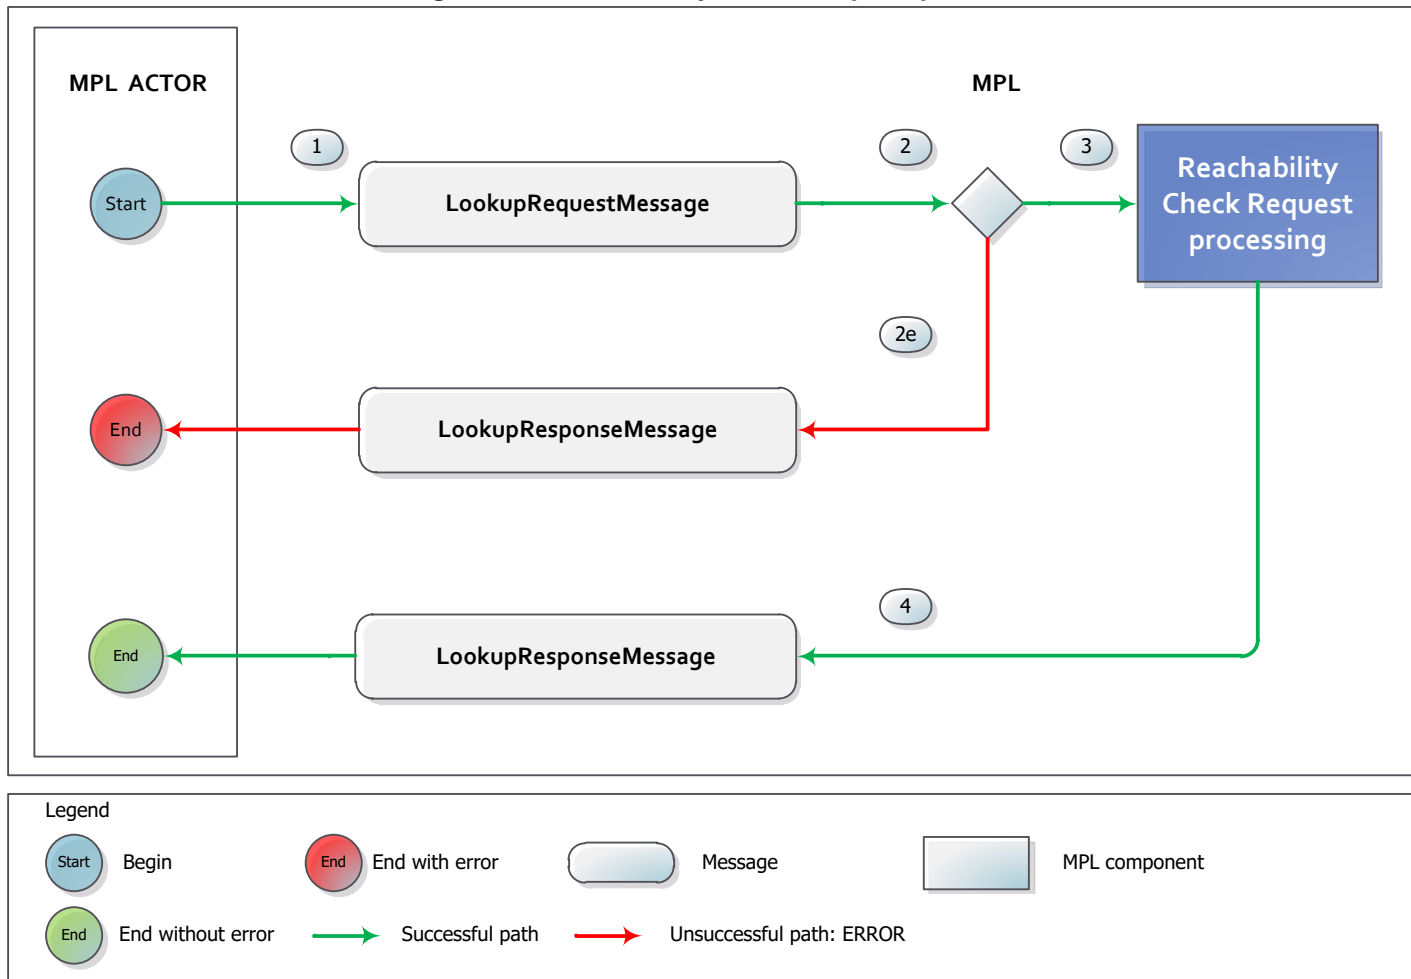 MPL ACTOR
MPL
1
2
3
Start
LookupRequestMessage
Reachability
Check Request
processing
2e
End
LookupResponseMessage
4
End
LookupResponseMessage
Legend
Start
Begin
End
End with error
Message
MPL component
End
End without error
Successful path
Unsuccessful path: ERROR